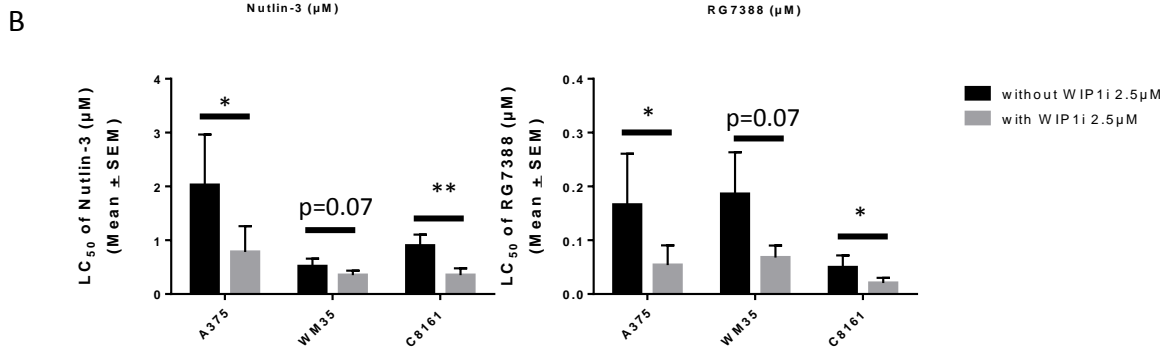 Nutlin-3 (µM)
RG7388 (µM)
B
LC50 of Nutlin-3 (µM)
(Mean ± SEM)
4
3
2
1
0
*
p=0.07
**
A375
WM35
C8161
LC50 of RG7388 (µM)
(Mean ± SEM)
0.4
0.3
0.2
0.1
0.0
*
p=0.07
*
A375
WM35
C8161
without WIP1i 2.5µM
with WIP1i 2.5µM